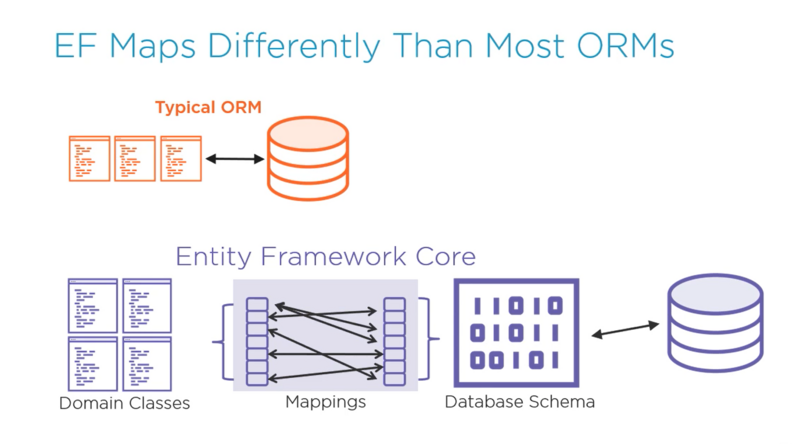 EF Maps Differently Than Most ORMs
Typical ORM
Entity Framework Core
11010
01011
00101
Domain Classes
Mappings
Database Schema